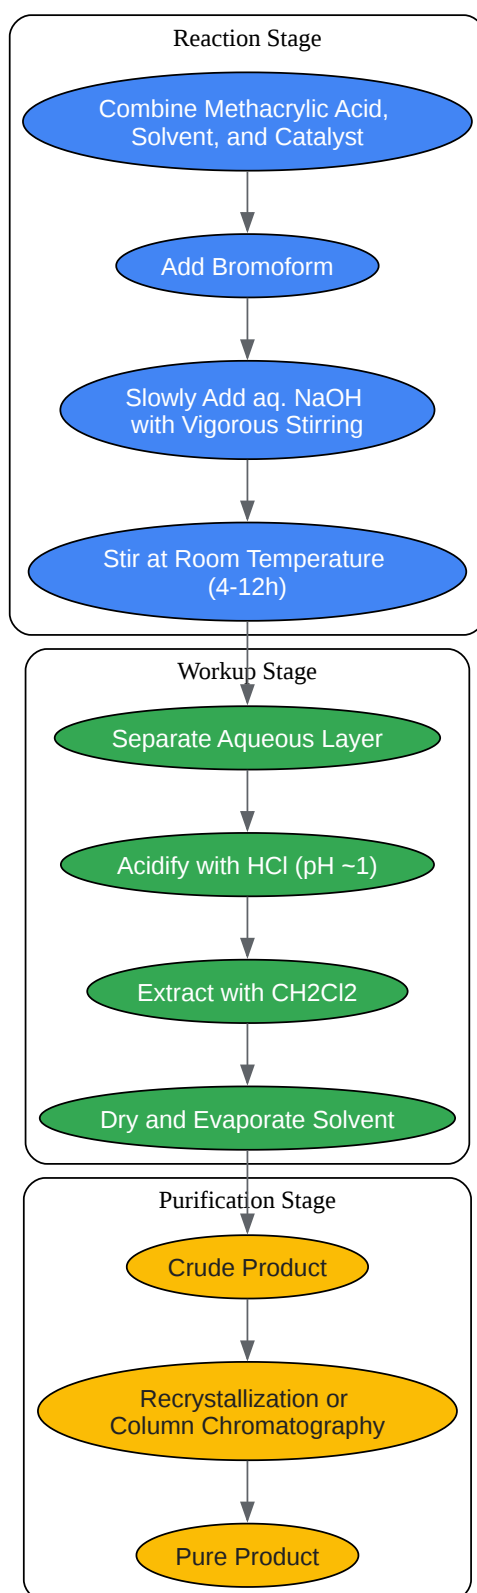 Reaction Stage
Combine Methacrylic Acid,
Solvent, and Catalyst
Add Bromoform
Slowly Add aq. NaOH
with Vigorous Stirring
Stir at Room Temperature
(4-12h)
Workup Stage
Separate Aqueous Layer
Acidify with HCl (pH ~1)
Extract with CH2Cl2
Dry and Evaporate Solvent
Purification Stage
Crude Product
Recrystallization or
Column Chromatography
Pure Product